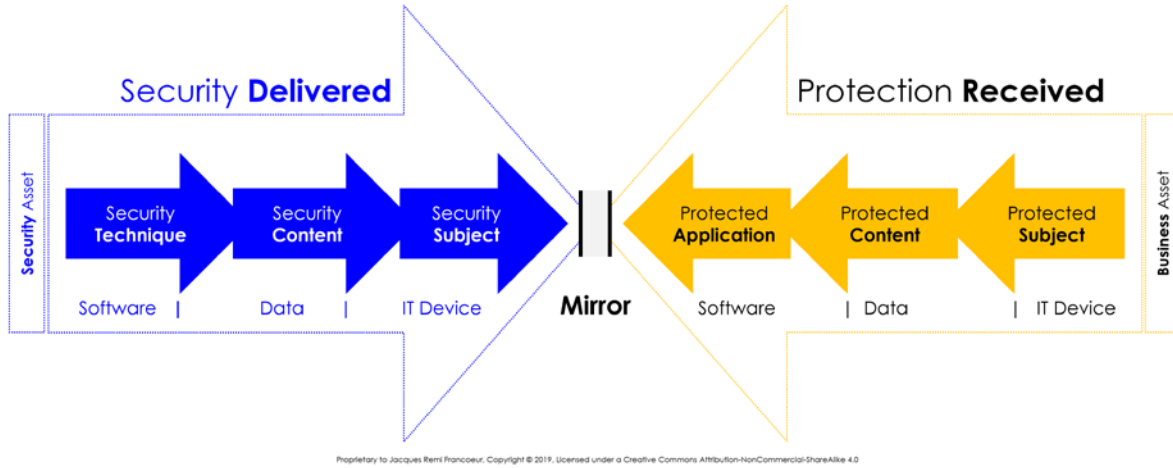 Security Delivered
Protection Received
Security Asset
Security
Technique
Security
Content
Security
Subject
Protected
Application
Protected
Content
Protected
Subject
Business Asset
Software | Data | IT Device
Mirror
Software | Data | IT Device
Proprietary to Jacques Remi Francoeur, Copyright © 2019, Licensed under a Creative Commons Attribution-NonCommercial-ShareAlike 4.0